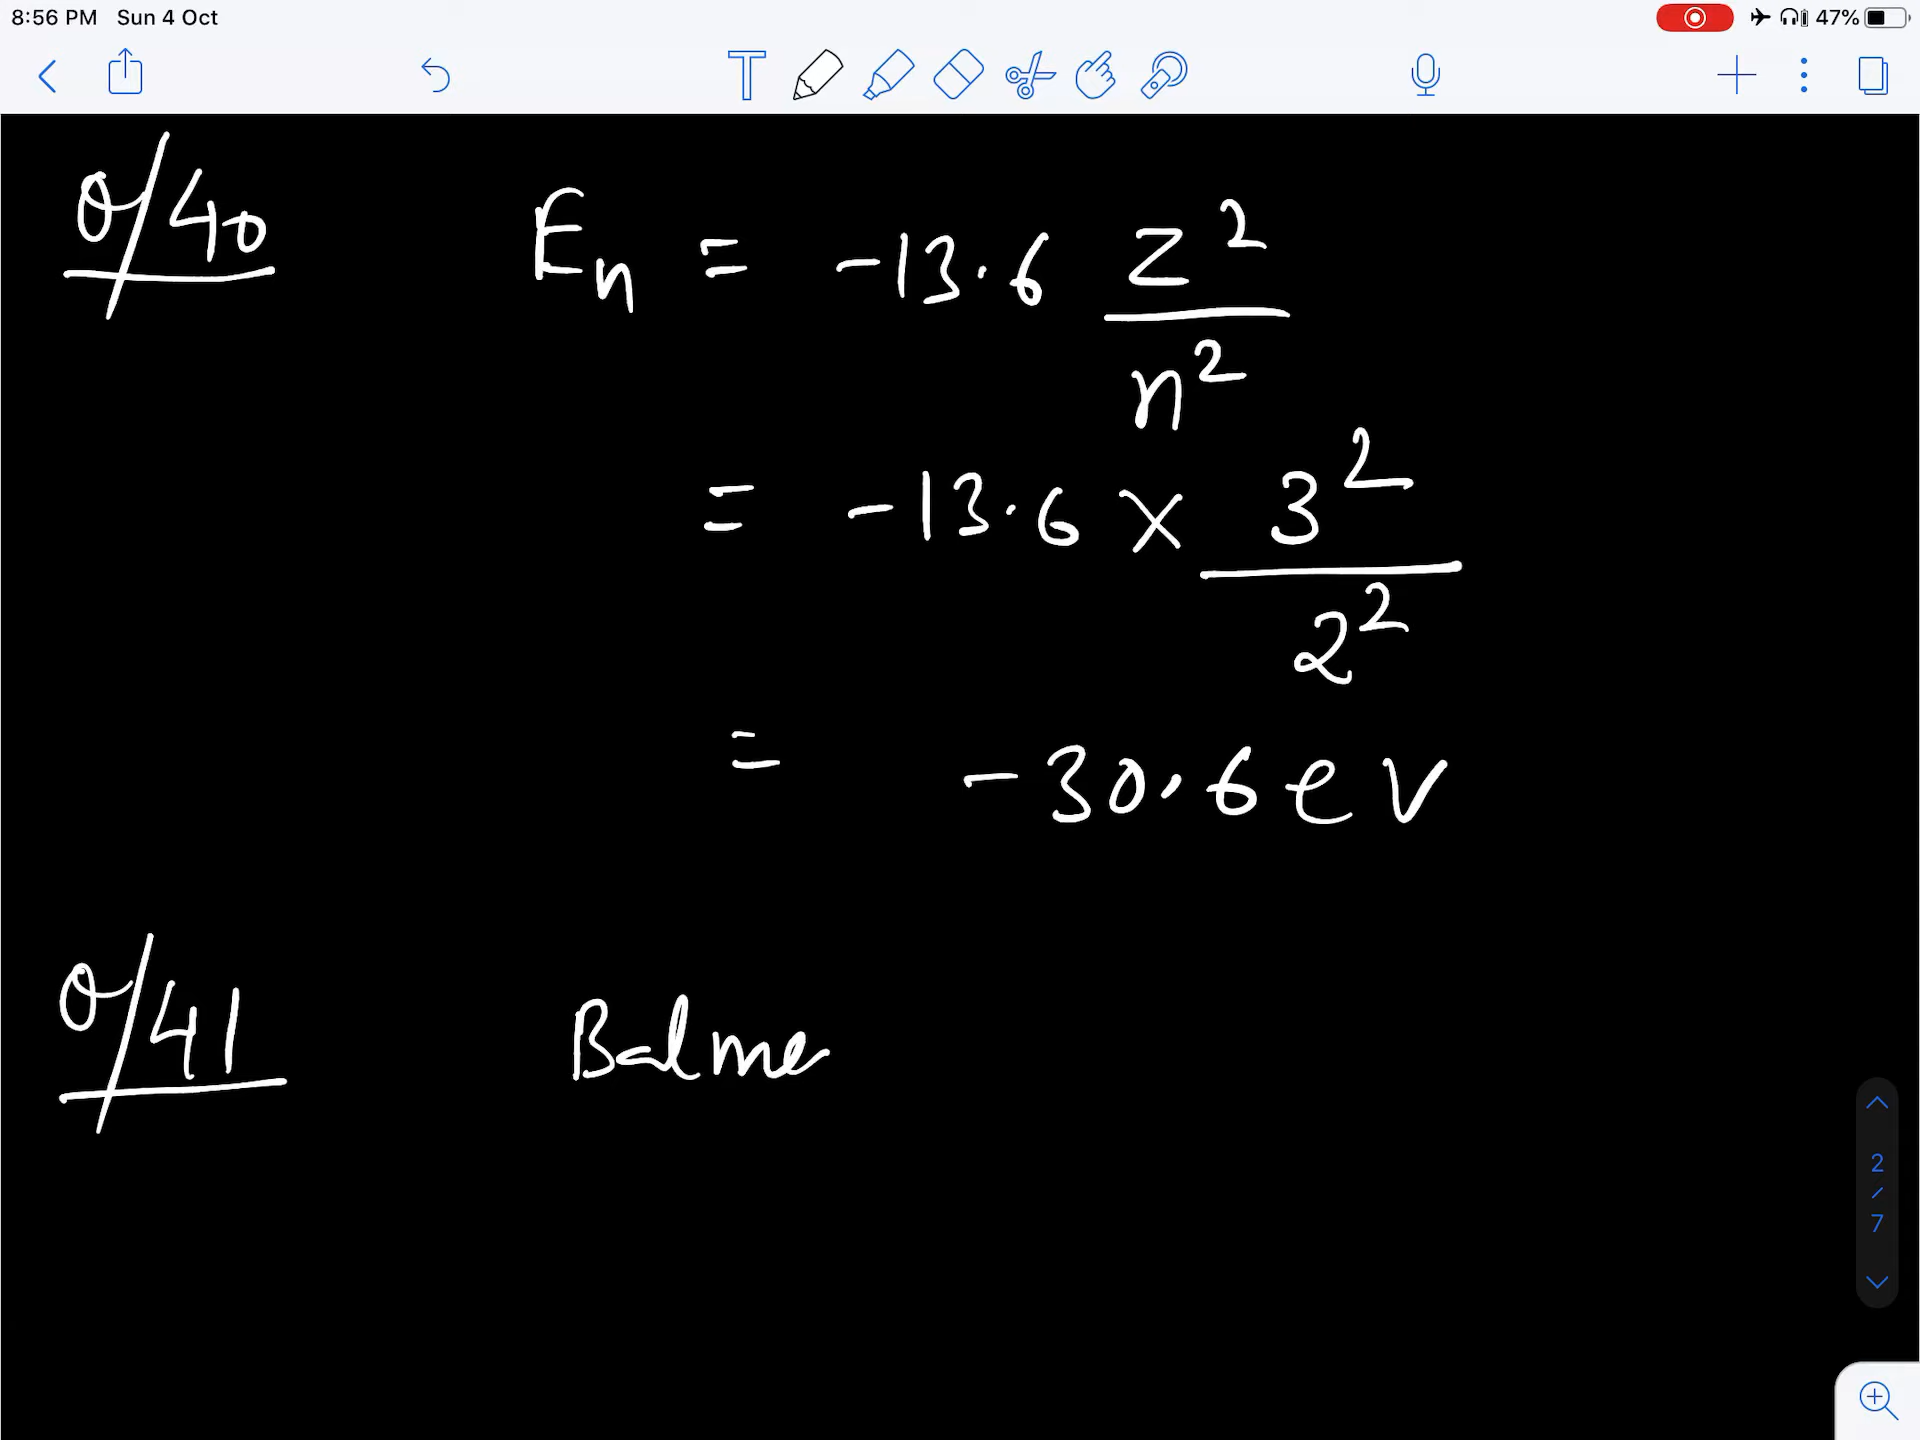 8:56 PM Sun 4 Oct 47%
T
Q/40 En = -13.6 Z²/n²
= -13.6 × 3²/2²
= -30.6 eV
Q/41 Balme
2 / 7